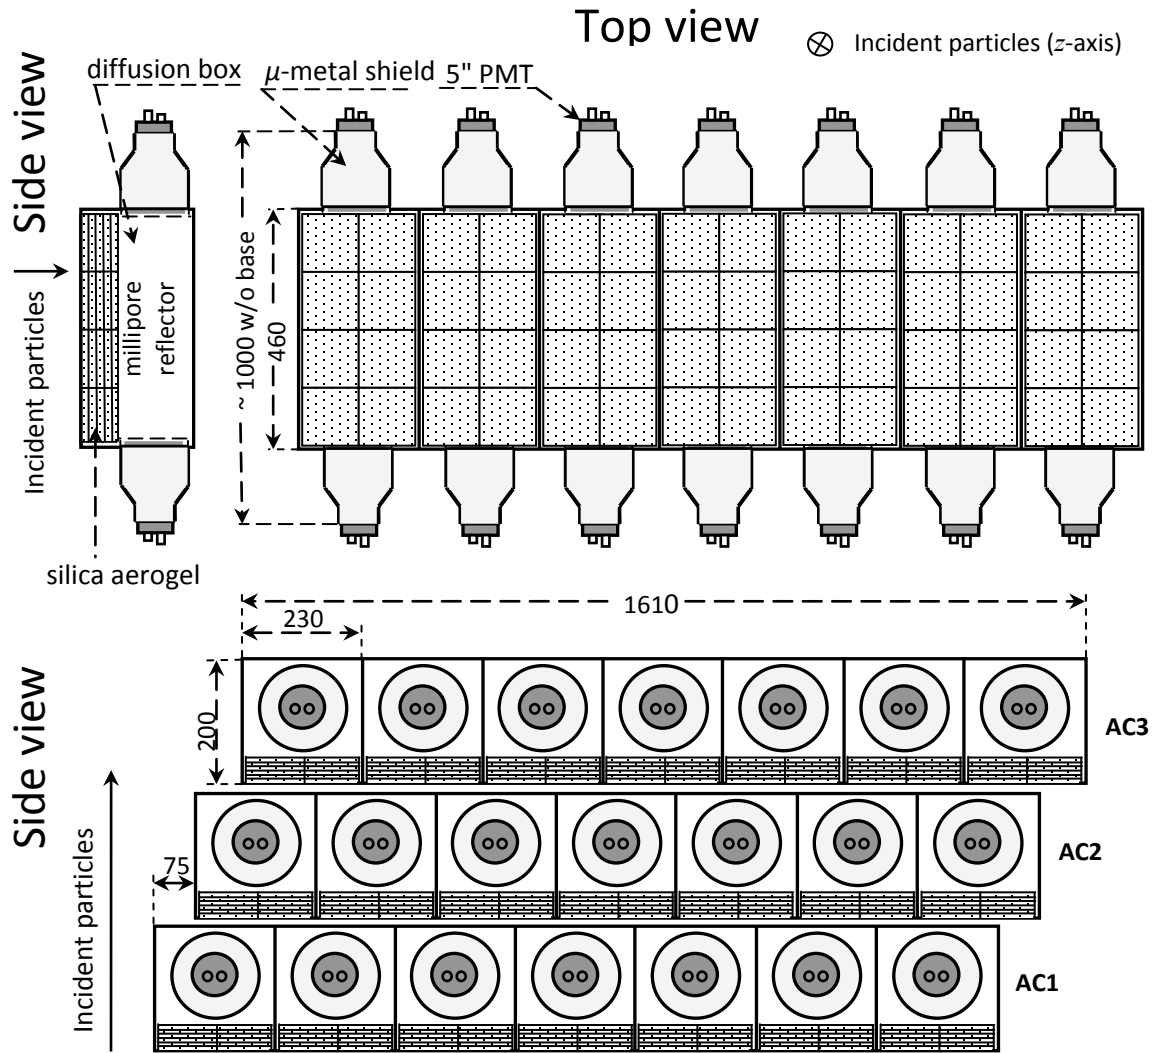 Top view
Incident particles (z-axis)
Side view
diffusion box
μ-metal shield
5" PMT
Incident particles
millipore
reflector
~ 1000 w/o base
460
silica aerogel
1610
230
200
Side view
Incident particles
75
AC3
AC2
AC1